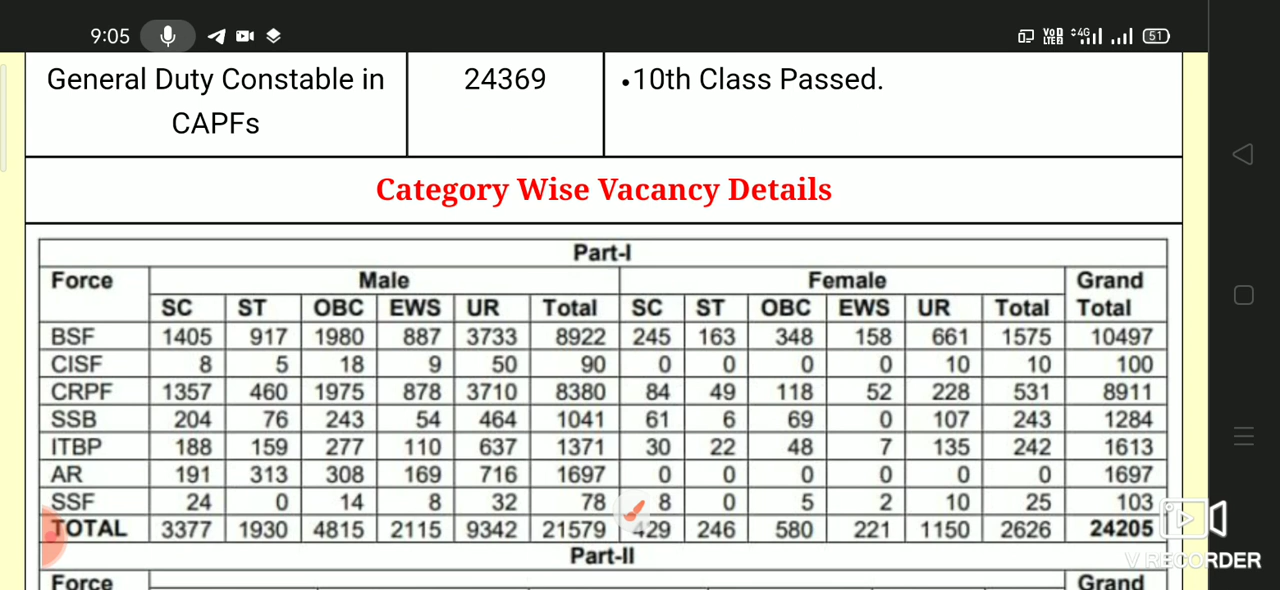 9:05 VoD LTE2 4G 51
General Duty Constable in 24369 •10th Class Passed.
CAPFs
Category Wise Vacancy Details
Part-I
Force Male Female Grand
SC ST OBC EWS UR Total SC ST OBC EWS UR Total Total
BSF 1405 917 1980 887 3733 8922 245 163 348 158 661 1575 10497
CISF 8 5 18 9 50 90 0 0 0 0 10 10 100
CRPF 1357 460 1975 878 3710 8380 84 49 118 52 228 531 8911
SSB 204 76 243 54 464 1041 61 6 69 0 107 243 1284
ITBP 188 159 277 110 637 1371 30 22 48 7 135 242 1613
AR 191 313 308 169 716 1697 0 0 0 0 0 0 1697
SSF 24 0 14 8 32 78 8 0 5 2 10 25 103
TOTAL 3377 1930 4815 2115 9342 21579 429 246 580 221 1150 2626 24205
Part-II
Force Grand
V RECORDER